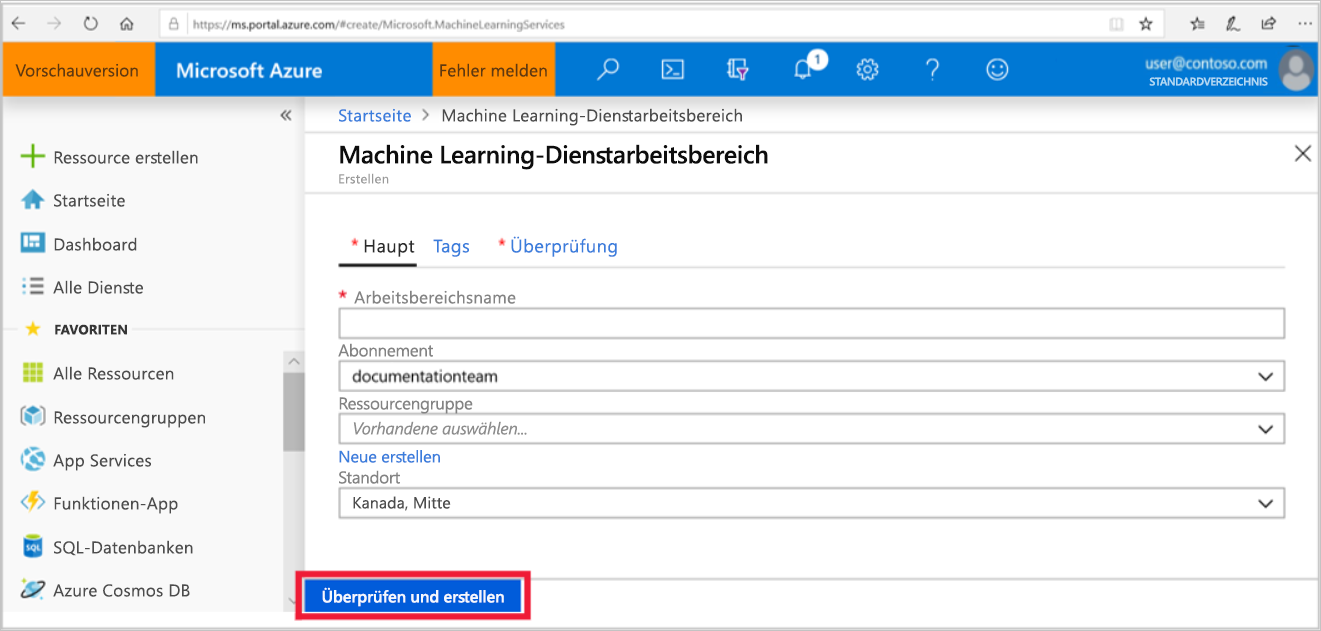 https://ms.portal.azure.com/#create/Microsoft.MachineLearningServices
Vorschauversion
Microsoft Azure
Fehler melden
1
user@contoso.com
STANDARDVERZEICHNIS
«
Startseite > Machine Learning-Dienstarbeitsbereich
Machine Learning-Dienstarbeitsbereich
Erstellen
Ressource erstellen
Startseite
Dashboard
Alle Dienste
FAVORITEN
Alle Ressourcen
Ressourcengruppen
App Services
Funktionen-App
SQL
SQL-Datenbanken
Azure Cosmos DB
* Haupt Tags * Überprüfung
* Arbeitsbereichsname
Abonnement
documentationteam
Ressourcengruppe
Vorhandene auswählen...
Neue erstellen
Standort
Kanada, Mitte
Überprüfen und erstellen